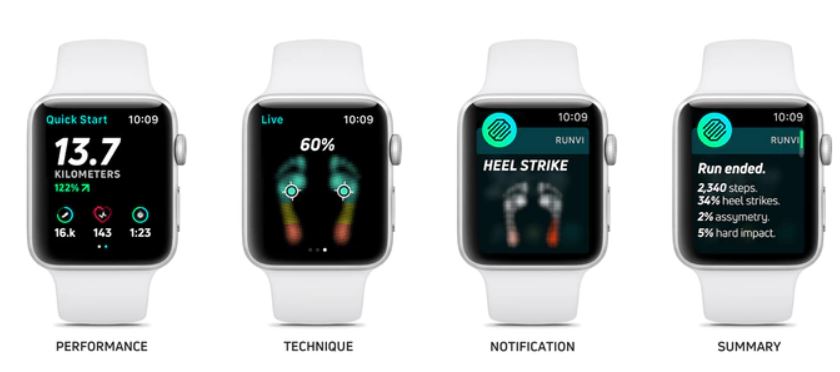 Quick Start 10:09
13.7
KILOMETERS
122%
16.k 143 1:23
PERFORMANCE
Live 10:09
60%
TECHNIQUE
10:09
RUNVI
HEEL STRIKE
NOTIFICATION
10:09
RUNVI
Run ended.
2,340 steps.
34% heel strikes.
2% assymetry.
5% hard impact.
SUMMARY